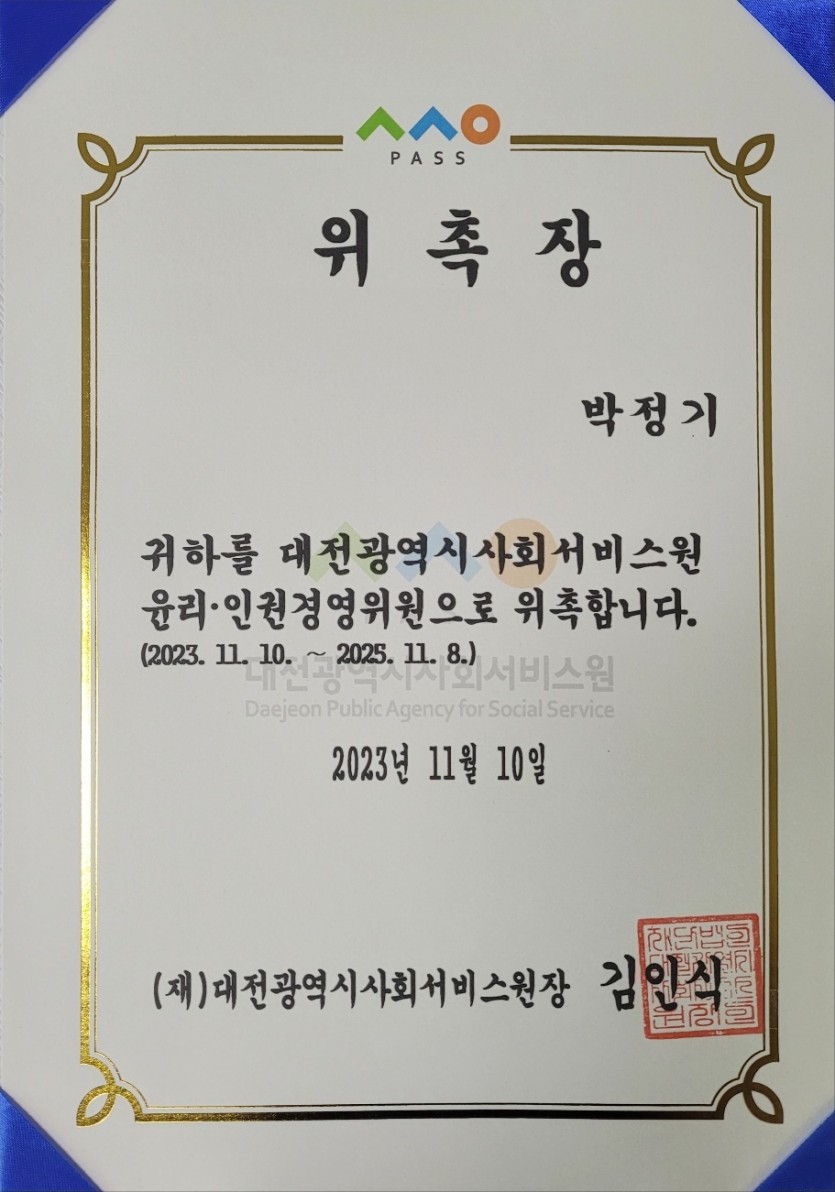 PASS
위 촉 장
박정기
귀하를 대전광역시사회서비스원
윤리·인권경영위원으로 위촉합니다.
(2023. 11. 10. ~ 2025. 11. 8.)
대전광역시사회서비스원
Daejeon Public Agency for Social Service
2023년 11월 10일
(재)대전광역시사회서비스원장 김인식